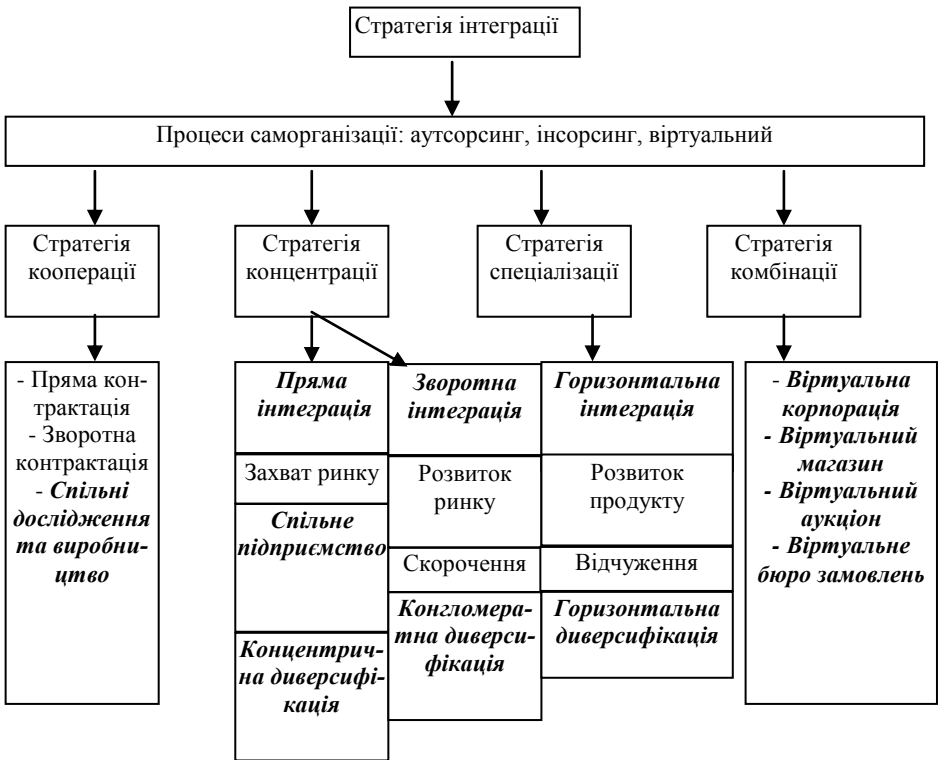 Стратегія інтеграції
Процеси саморганізації: аутсорсинг, інсорсинг, віртуальний
Стратегія
кооперації
Стратегія
концентрації
Стратегія
спеціалізації
Стратегія
комбінації
- Пряма кон-
трактація
- Зворотна
контрактація
- Спільні
дослідження
та виробни-
цтво
Пряма
інтеграція
Захват ринку
Спільне
підприємство
Концентрич-
на диверсифі-
кація
Зворотна
інтеграція
Розвиток
ринку
Скорочення
Конгломера-
тна диверси-
фікація
Горизонтальна
інтеграція
Розвиток
продукту
Відчуження
Горизонтальна
диверсифікація
- Віртуальна
корпорація
- Віртуальний
магазин
- Віртуальний
аукціон
- Віртуальне
бюро замовлень